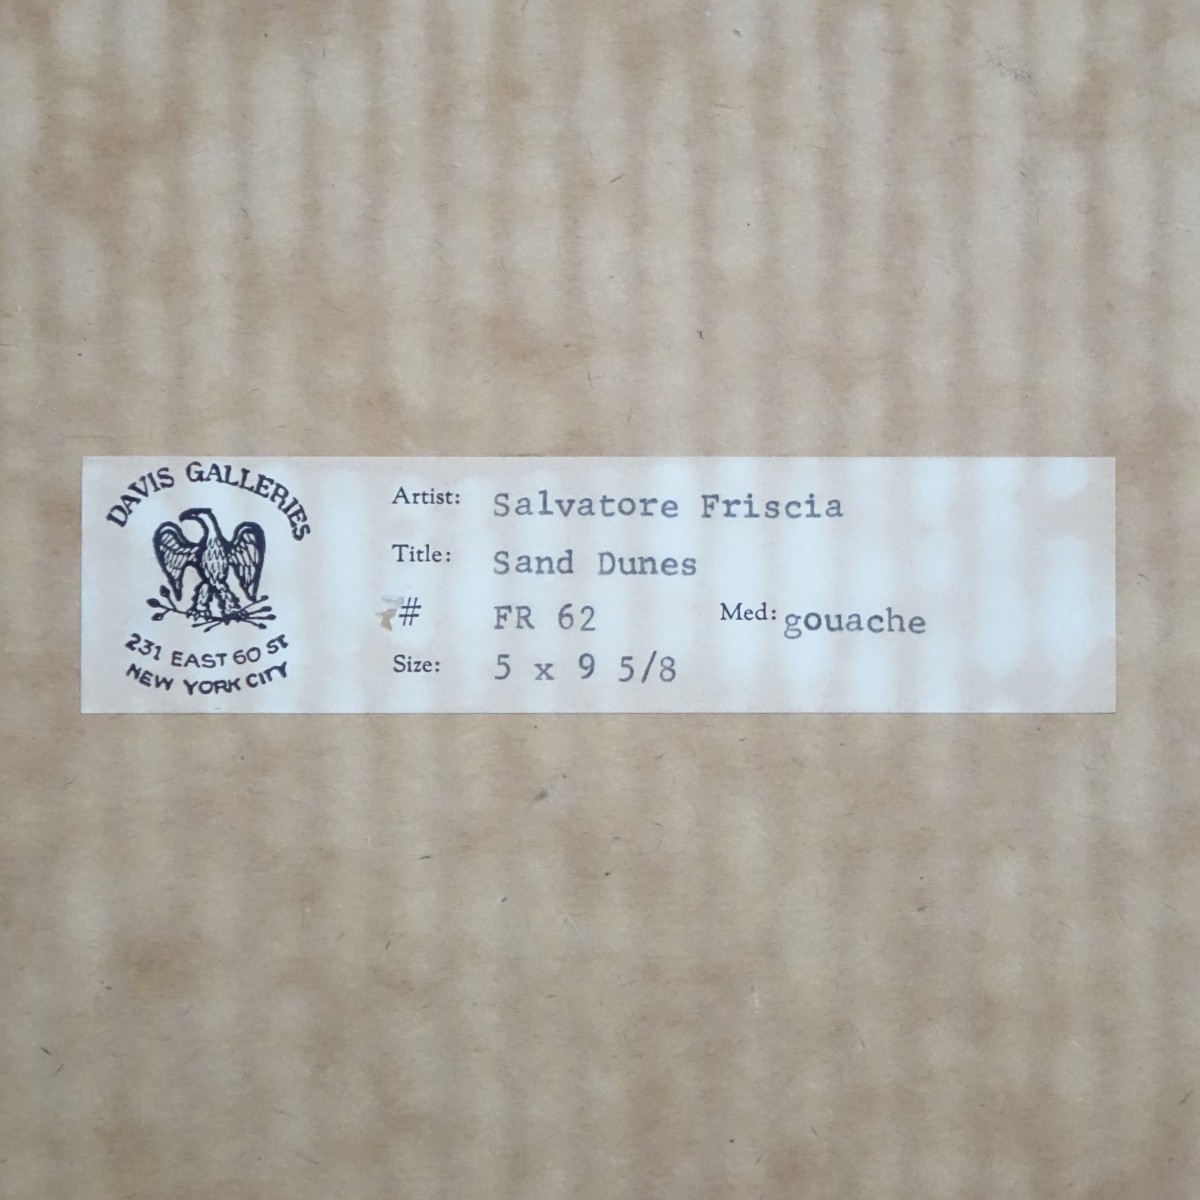 DAVIS GALLERIES
231 EAST 60 ST
NEW YORK CITY
Artist: Salvatore Friscia
Title: Sand Dunes
# FR 62 Med: gouache
Size: 5 x 9 5/8